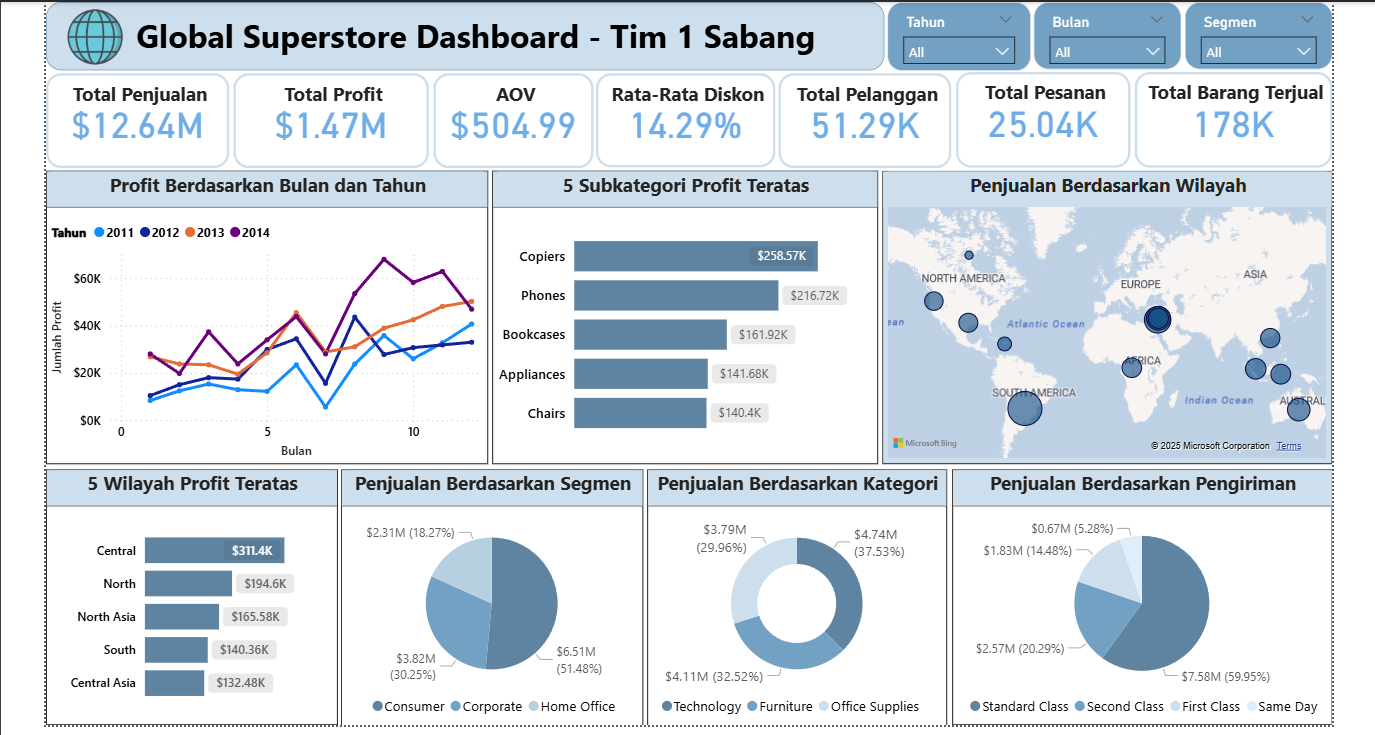 Global Superstore Dashboard - Tim 1 Sabang
Tahun
All
Bulan
All
Segmen
All
Total Penjualan
$12.64M
Total Profit
$1.47M
AOV
$504.99
Rata-Rata Diskon
14.29%
Total Pelanggan
51.29K
Total Pesanan
25.04K
Total Barang Terjual
178K
Profit Berdasarkan Bulan dan Tahun
Tahun 2011 2012 2013 2014
Jumlah Profit
$60K
$40K
$20K
$0K
0 5 10
Bulan
5 Subkategori Profit Teratas
Copiers $258.57K
Phones $216.72K
Bookcases $161.92K
Appliances $141.68K
Chairs $140.4K
Penjualan Berdasarkan Wilayah
NORTH AMERICA
EUROPE
ASIA
ean
Atlantic Ocean
AFRICA
SOUTH AMERICA
Indian Ocean
AUSTRAL
Microsoft Bing
© 2025 Microsoft Corporation Terms
5 Wilayah Profit Teratas
Central $311.4K
North $194.6K
North Asia $165.58K
South $140.36K
Central Asia $132.48K
Penjualan Berdasarkan Segmen
$2.31M (18.27%)
$3.82M
(30.25%)
$6.51M
(51.48%)
Consumer Corporate Home Office
Penjualan Berdasarkan Kategori
$3.79M
(29.96%)
$4.74M
(37.53%)
$4.11M (32.52%)
Technology Furniture Office Supplies
Penjualan Berdasarkan Pengiriman
$0.67M (5.28%)
$1.83M (14.48%)
$2.57M (20.29%)
$7.58M (59.95%)
Standard Class Second Class First Class Same Day